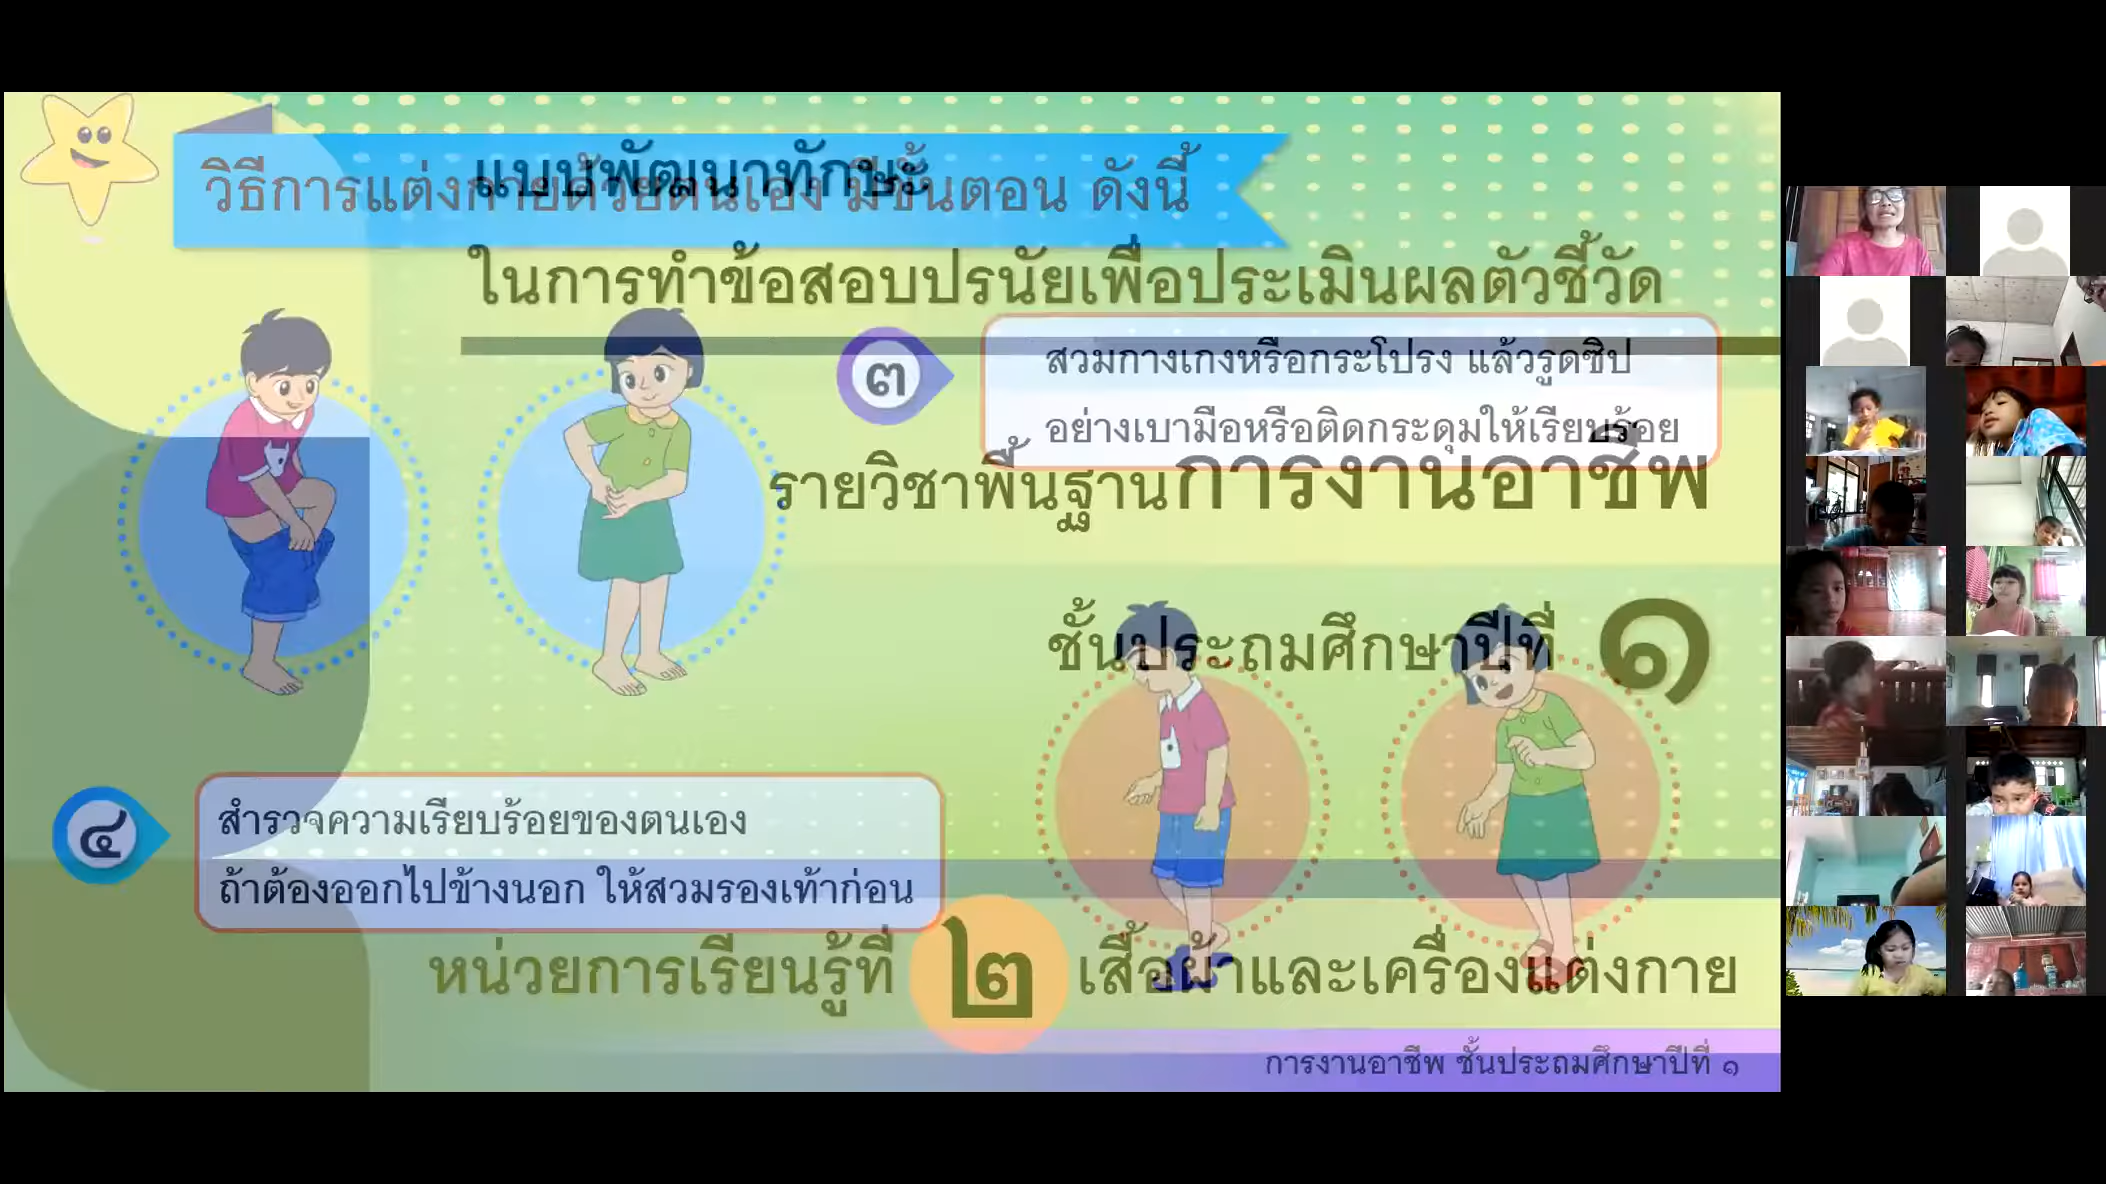 แบบพัฒนาทักษะ
วิธีการแต่งกายด้วยตนเอง มีขั้นตอน ดังนี้
ในการทำข้อสอบปรนัยเพื่อประเมินผลตัวชี้วัด
๓
สวมกางเกงหรือกระโปรง แล้วรูดซิป
อย่างเบามือหรือติดกระดุมให้เรียบร้อย
รายวิชาพื้นฐานการงานอาชีพ
ชั้นประถมศึกษาปีที่ ๑
๔
สำรวจความเรียบร้อยของตนเอง
ถ้าต้องออกไปข้างนอก ให้สวมรองเท้าก่อน
หน่วยการเรียนรู้ที่ ๒ เสื้อผ้าและเครื่องแต่งกาย
การงานอาชีพ ชั้นประถมศึกษาปีที่ ๑